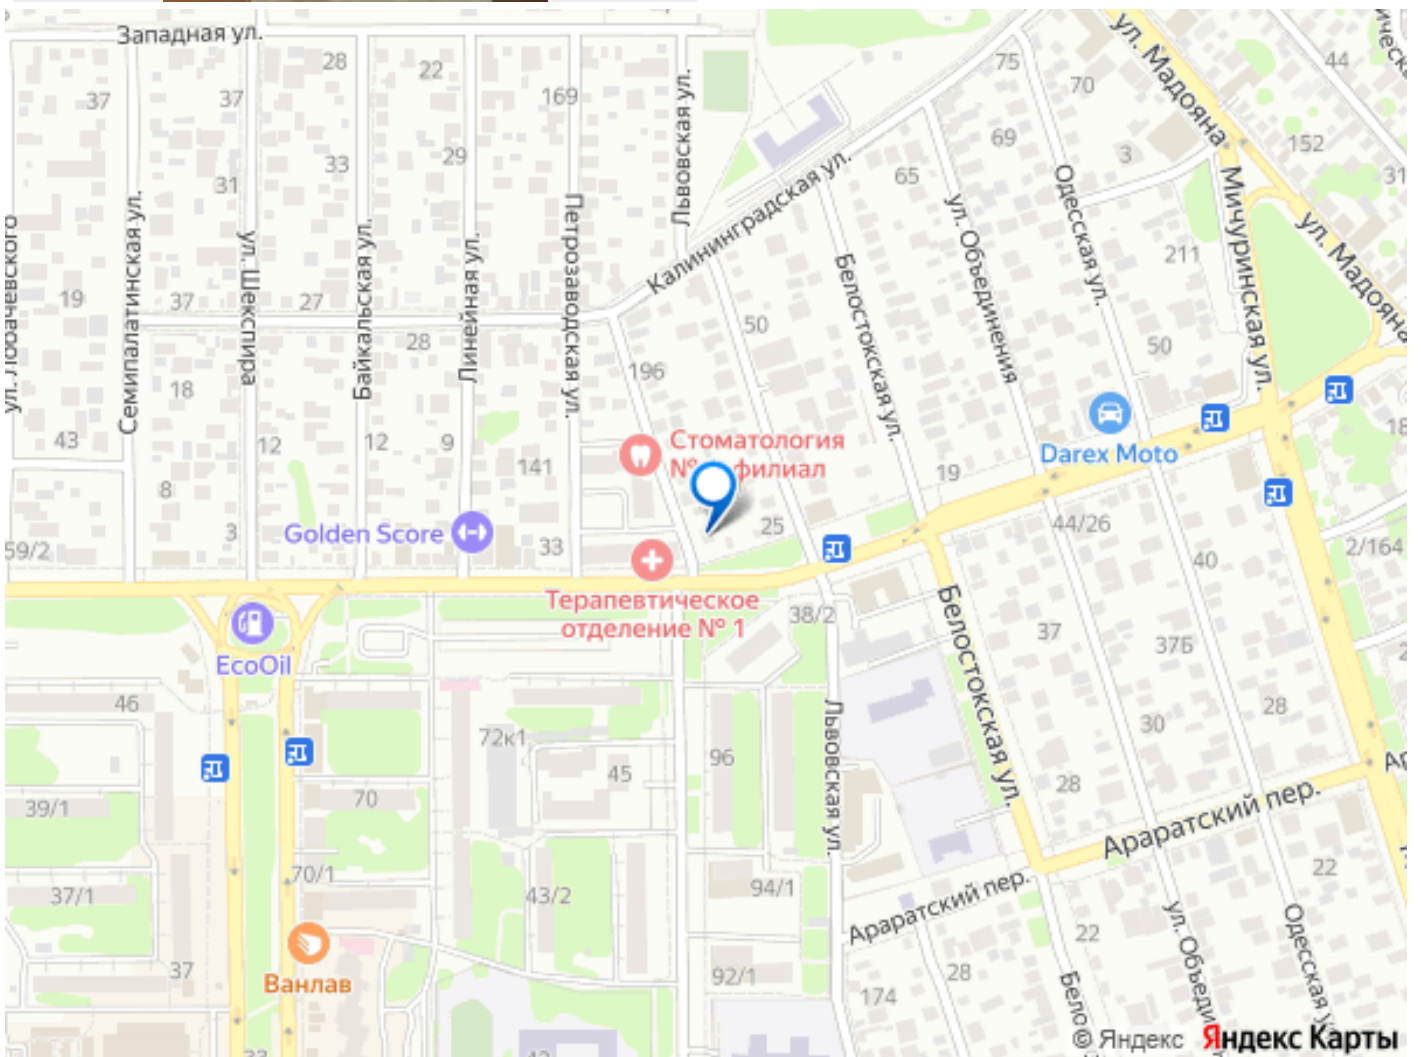 Западная ул.
ул. Мадояна
28
22
75
70
44
37
37
169
Львовская ул.
69
3
152
33
29
31
31
65
Одесская ул.
Мичуринская ул.
ул. Мадояна
Калининградская ул.
ул. Объединения
211
Семипалатинская ул.
ул. Шекспира
Байкальская ул.
Линейная ул.
Петрозаводская ул.
Белостокская ул.
19
37
27
28
50
50
196
18
43
12
12
9
141
Стоматология
филиал
Darex Moto
19
8
3
Golden Score
33
25
44/26
59/2
40
2/164
Терапевтическое
отделение № 1
38/2
EcoOil
37
37Б
Белостокская ул.
46
72к1
96
Львовская ул.
30
28
45
39/1
70
28
Араратский пер.
70/1
43/2
94/1
37/1
22
Араратский пер.
Одесская у
22
37
Ванлав
92/1
28
174
© Яндекс
Яндекс Карты